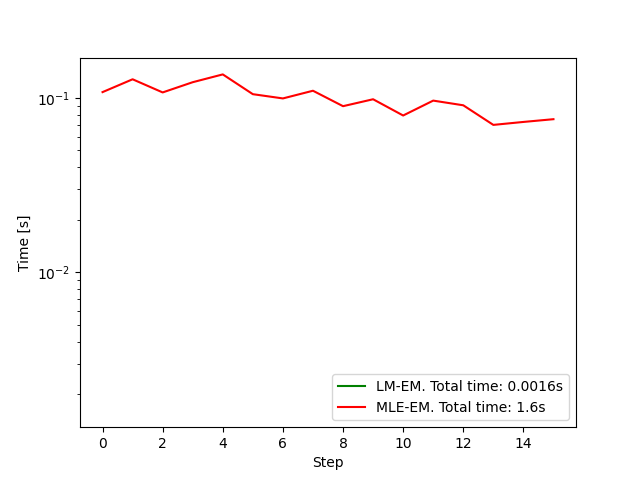 10⁻¹
10⁻²
Time [s]
LM-EM. Total time: 0.0016s
MLE-EM. Total time: 1.6s
0 2 4 6 8 10 12 14
Step